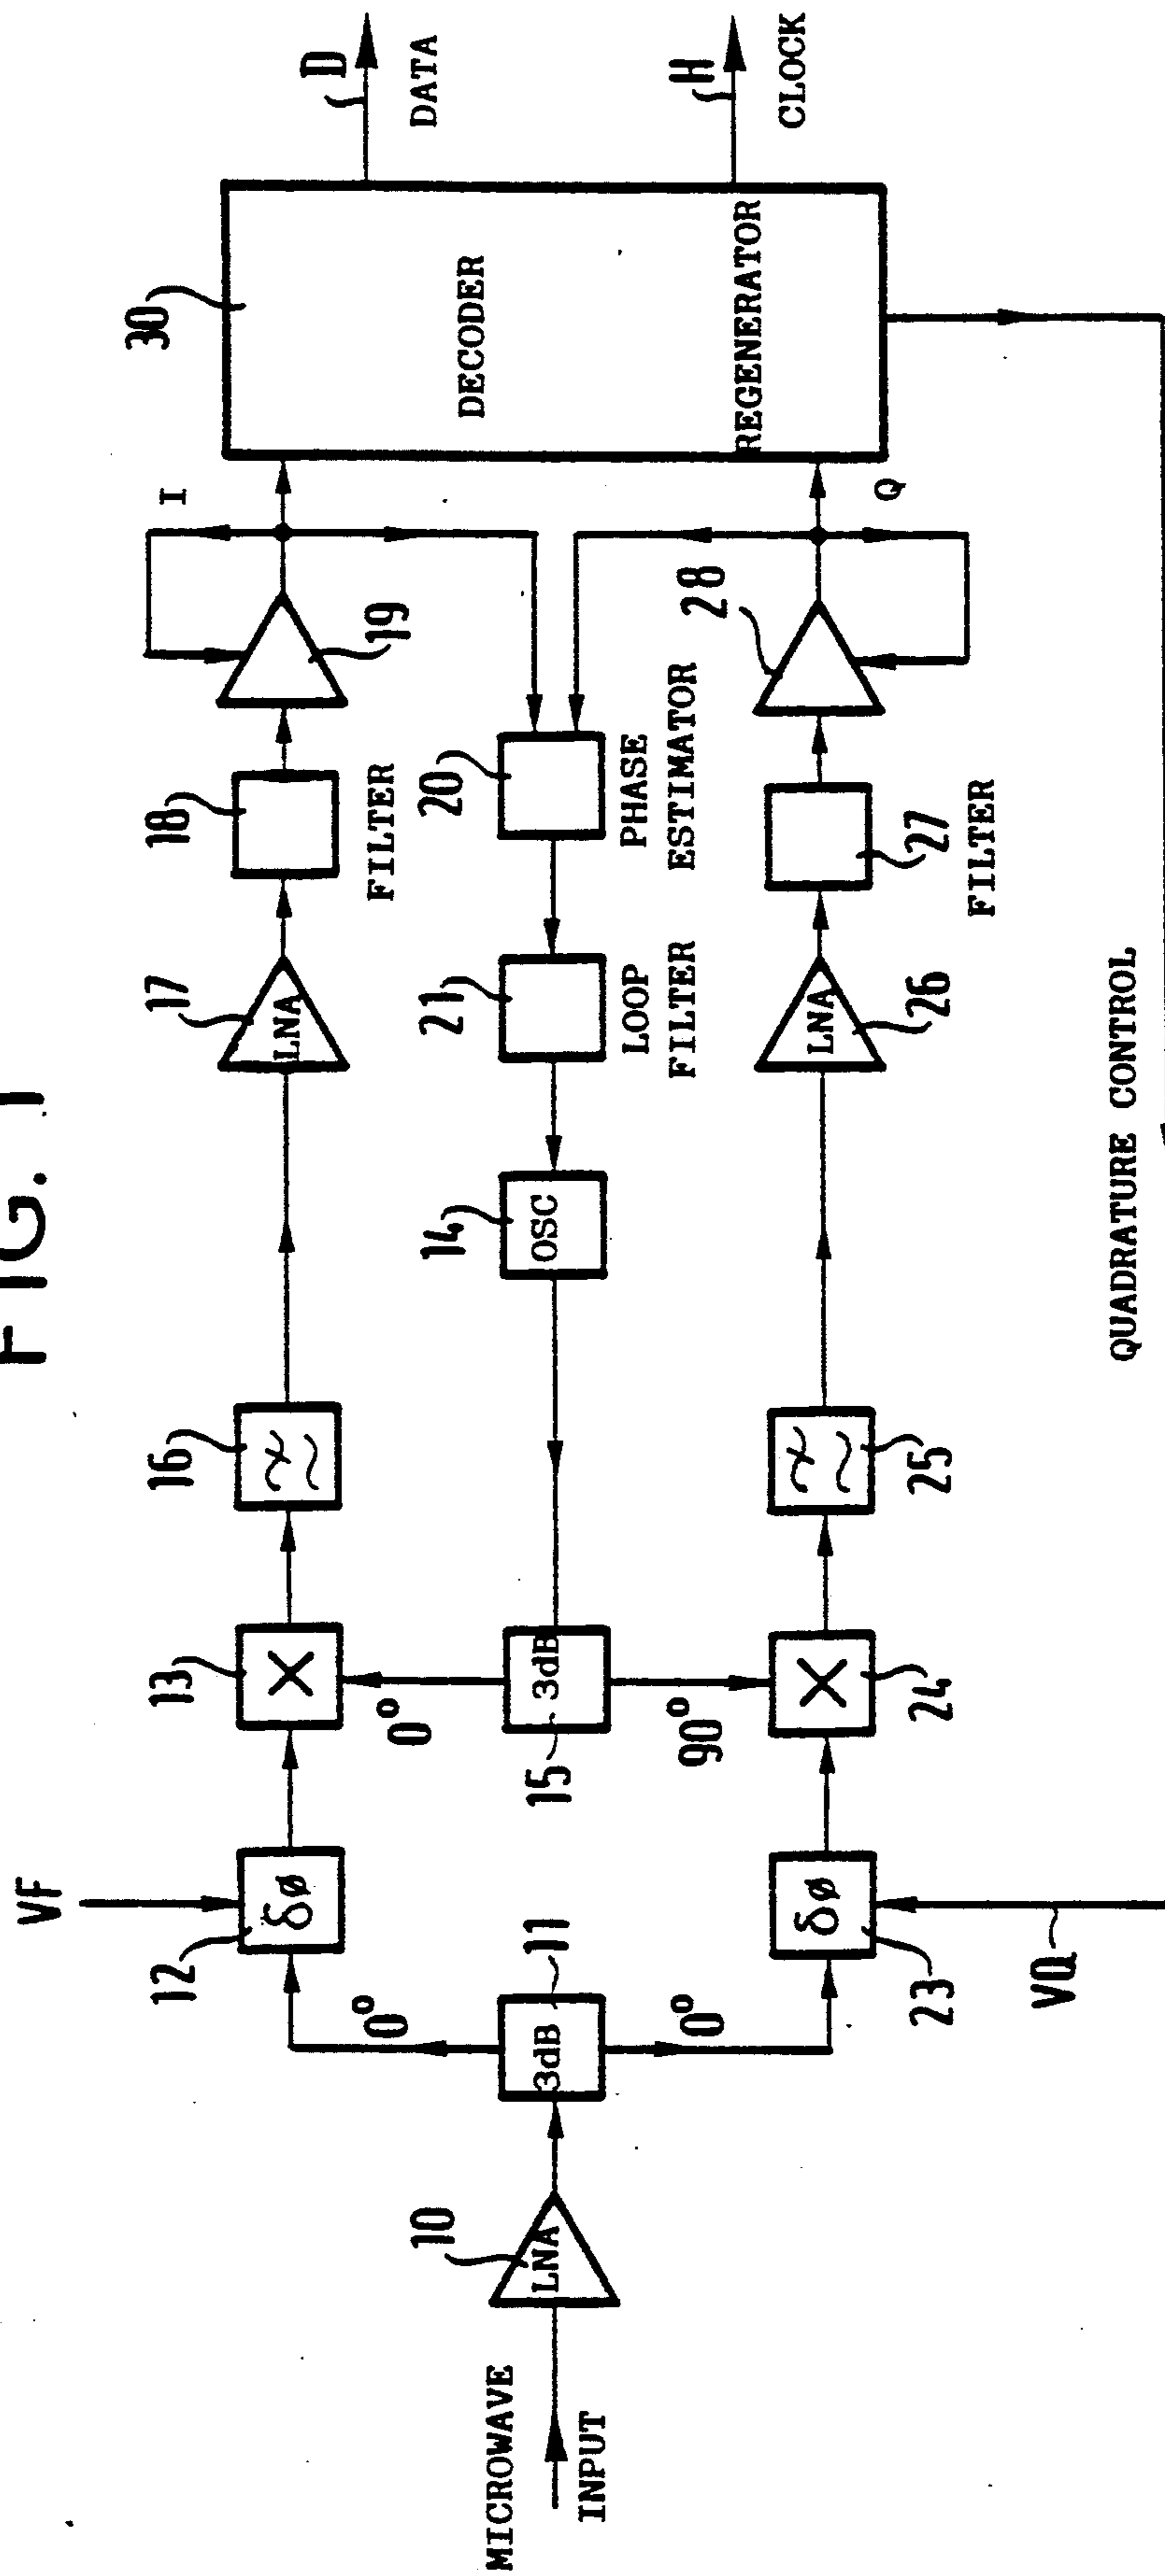 FIG. 1
MICROWAVE
INPUT
10
LNA
3dB
11
0°
0°
VF
12
δø
δø
23
VQ
13
X
0°
3dB
15
90°
X
24
16
25
OSC
14
17
LNA
LNA
26
21
LOOP
FILTER
18
FILTER
20
PHASE
ESTIMATOR
27
FILTER
19
28
I
Q
30
DECODER
REGENERATOR
D
DATA
H
CLOCK
QUADRATURE CONTROL